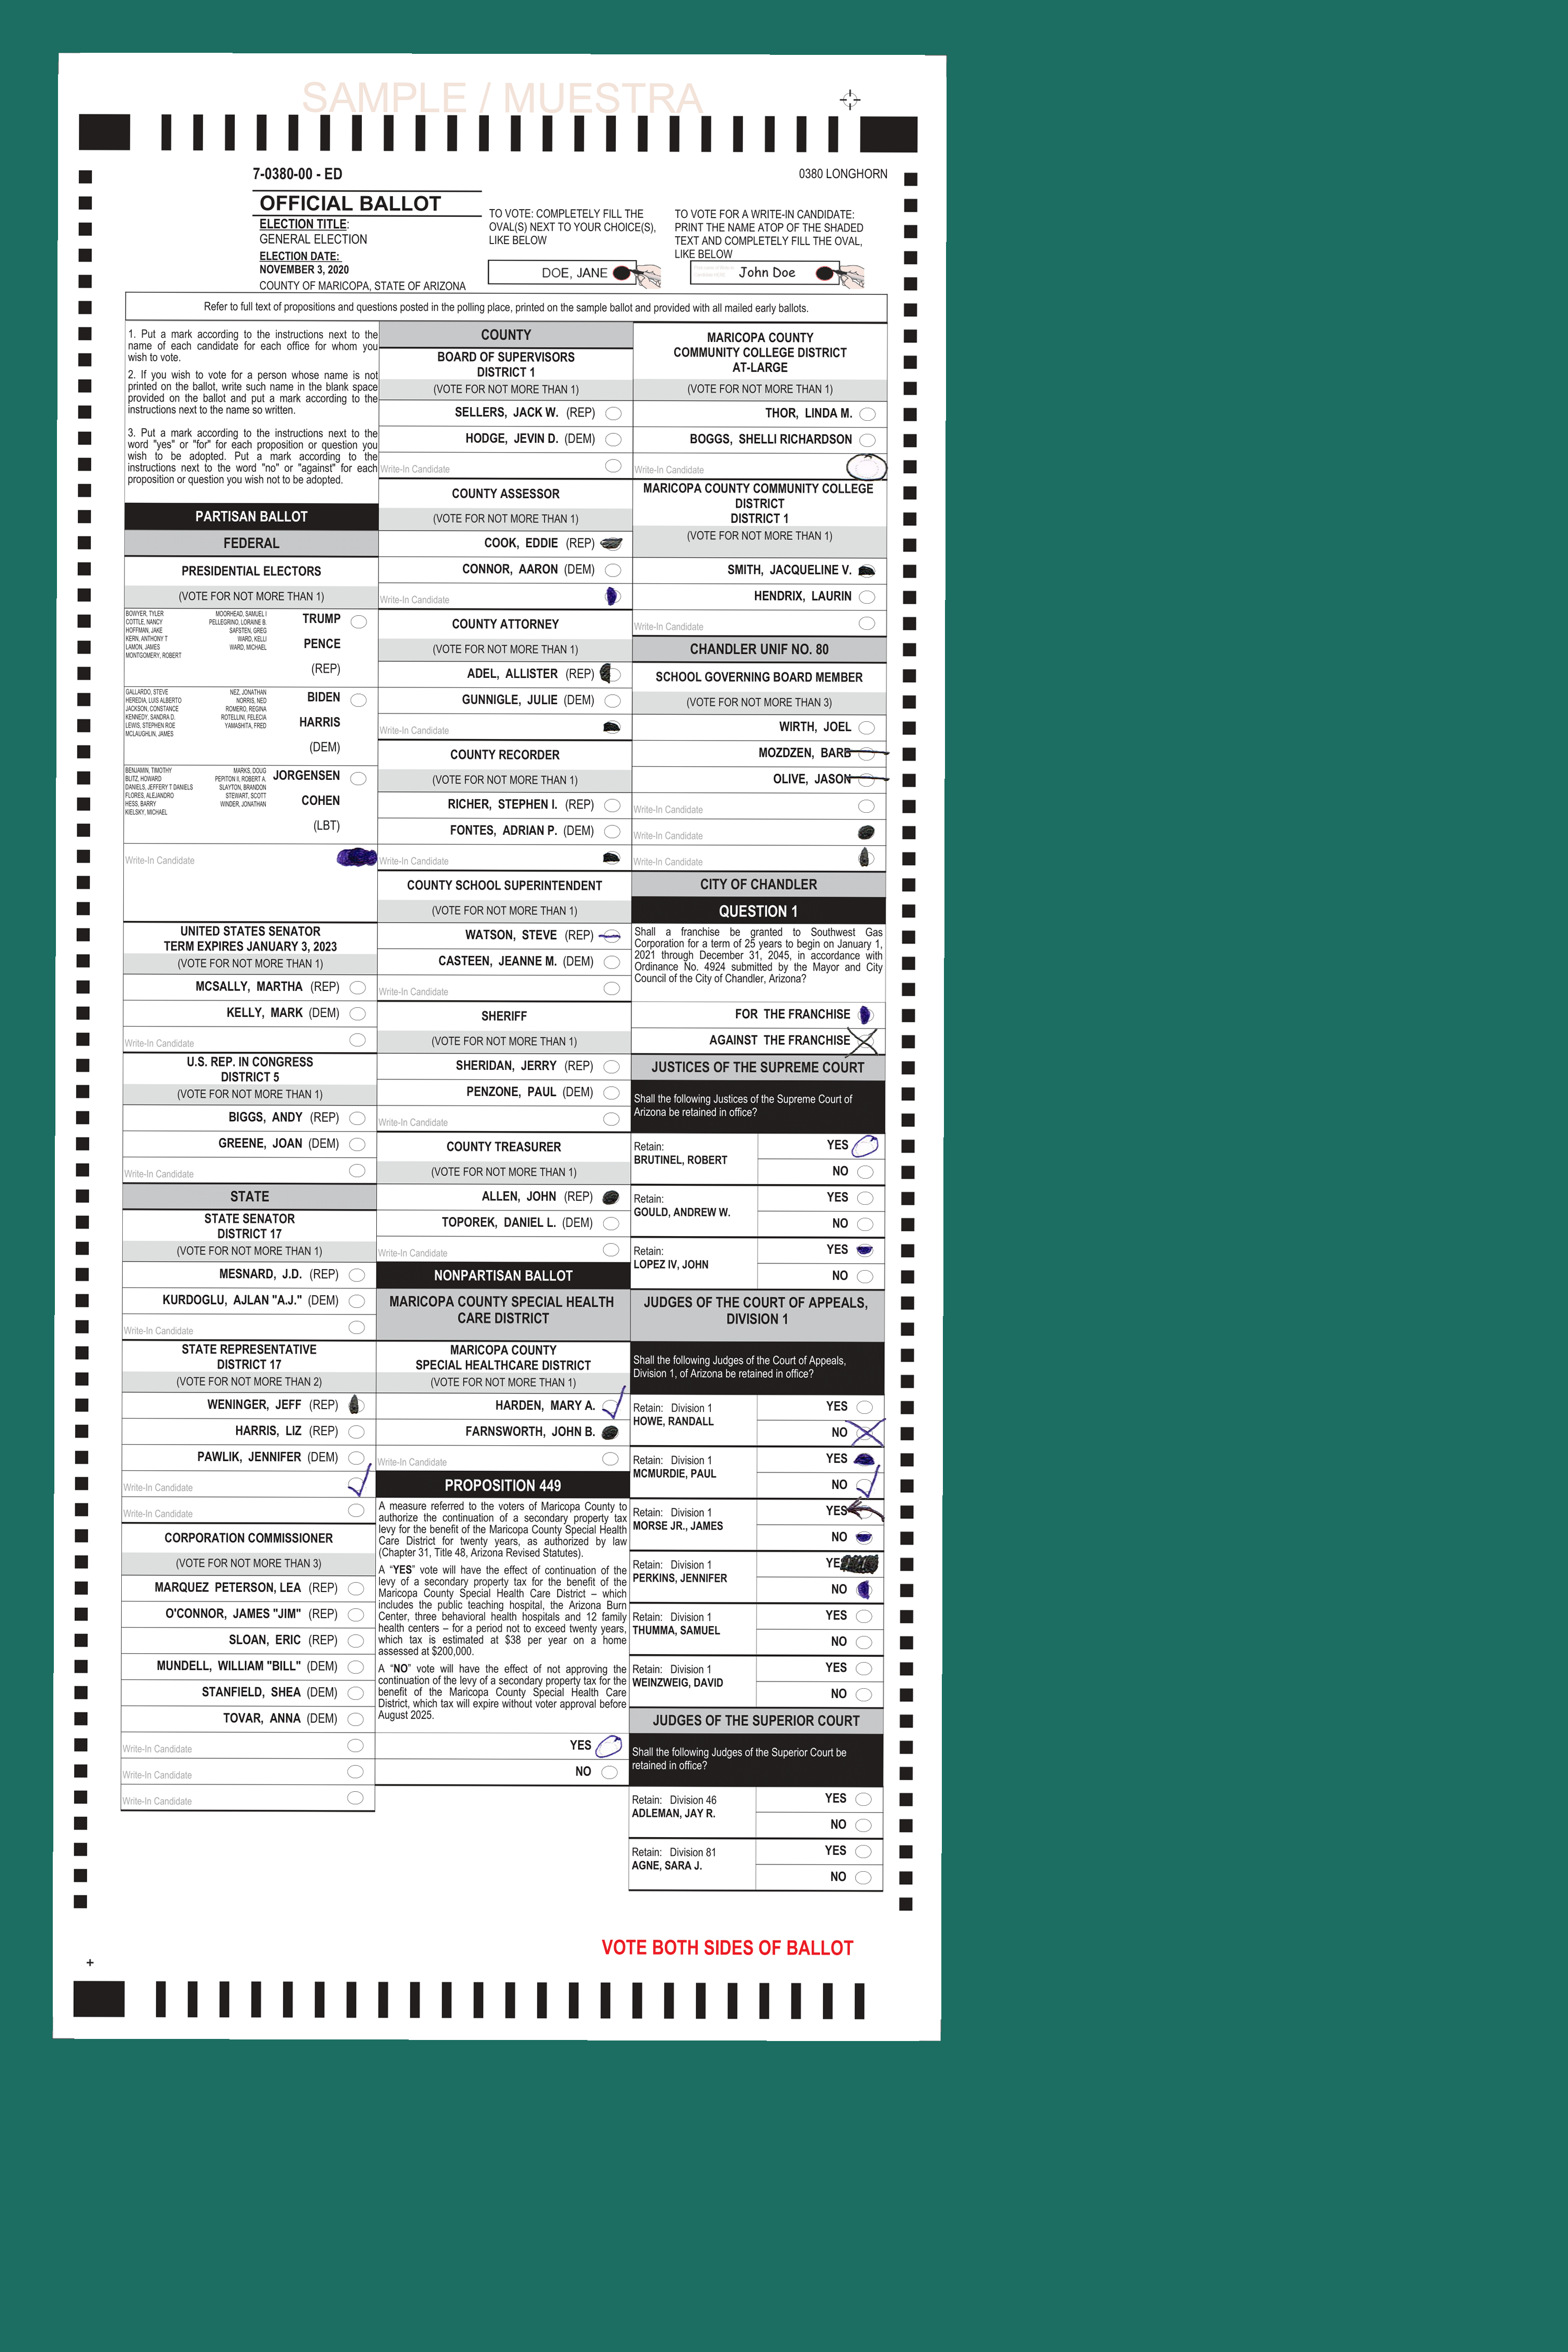 SAMPLE / MUESTRA
7-0380-00 - ED
0380 LONGHORN
OFFICIAL BALLOT
ELECTION TITLE:
GENERAL ELECTION
ELECTION DATE:
NOVEMBER 3, 2020
COUNTY OF MARICOPA, STATE OF ARIZONA
TO VOTE: COMPLETELY FILL THE
OVAL(S) NEXT TO YOUR CHOICE(S),
LIKE BELOW
DOE, JANE
TO VOTE FOR A WRITE-IN CANDIDATE:
PRINT THE NAME ATOP OF THE SHADED
TEXT AND COMPLETELY FILL THE OVAL,
LIKE BELOW
John Doe
Refer to full text of propositions and questions posted in the polling place, printed on the sample ballot and provided with all mailed early ballots.
1. Put a mark according to the instructions next to the
name of each candidate for each office for whom you
wish to vote.
2. If you wish to vote for a person whose name is not
printed on the ballot, write such name in the blank space
provided on the ballot and put a mark according to the
instructions next to the name so written.
3. Put a mark according to the instructions next to the
word "yes" or "for" for each proposition or question you
wish to be adopted. Put a mark according to the
instructions next to the word "no" or "against" for each
proposition or question you wish not to be adopted.
PARTISAN BALLOT
FEDERAL
PRESIDENTIAL ELECTORS
(VOTE FOR NOT MORE THAN 1)
BOWYER, TYLER
COTTLE, NANCY
HOFFMAN, JAKE
KERN, ANTHONY T
LAMON, JAMES
MONTGOMERY, ROBERT
MOORHEAD, SAMUEL I
PELLEGRINO, LORAINE B.
SAFSTEN, GREG
WARD, KELLI
WARD, MICHAEL
TRUMP
PENCE
(REP)
GALLARDO, STEVE
HEREDIA, LUIS ALBERTO
JACKSON, CONSTANCE
KENNEDY, SANDRA D.
LEWIS, STEPHEN ROE
MCLAUGHLIN, JAMES
NEZ, JONATHAN
NORRIS, NED
ROMERO, REGINA
ROTELLINI, FELECIA
YAMASHITA, FRED
BIDEN
HARRIS
(DEM)
BENJAMIN, TIMOTHY
BLITZ, HOWARD
DANIELS, JEFFERY T DANIELS
FLORES, ALEJANDRO
HESS, BARRY
KIELSKY, MICHAEL
MARKS, DOUG
PEPITON II, ROBERT A.
SLAYTON, BRANDON
STEWART, SCOTT
WINDER, JONATHAN
JORGENSEN
COHEN
(LBT)
Write-In Candidate
UNITED STATES SENATOR
TERM EXPIRES JANUARY 3, 2023
(VOTE FOR NOT MORE THAN 1)
MCSALLY, MARTHA (REP)
KELLY, MARK (DEM)
Write-In Candidate
U.S. REP. IN CONGRESS
DISTRICT 5
(VOTE FOR NOT MORE THAN 1)
BIGGS, ANDY (REP)
GREENE, JOAN (DEM)
Write-In Candidate
STATE
STATE SENATOR
DISTRICT 17
(VOTE FOR NOT MORE THAN 1)
MESNARD, J.D. (REP)
KURDOGLU, AJLAN "A.J." (DEM)
Write-In Candidate
STATE REPRESENTATIVE
DISTRICT 17
(VOTE FOR NOT MORE THAN 2)
WENINGER, JEFF (REP)
HARRIS, LIZ (REP)
PAWLIK, JENNIFER (DEM)
Write-In Candidate
Write-In Candidate
CORPORATION COMMISSIONER
(VOTE FOR NOT MORE THAN 3)
MARQUEZ PETERSON, LEA (REP)
O'CONNOR, JAMES "JIM" (REP)
SLOAN, ERIC (REP)
MUNDELL, WILLIAM "BILL" (DEM)
STANFIELD, SHEA (DEM)
TOVAR, ANNA (DEM)
Write-In Candidate
Write-In Candidate
Write-In Candidate
COUNTY
BOARD OF SUPERVISORS
DISTRICT 1
(VOTE FOR NOT MORE THAN 1)
SELLERS, JACK W. (REP)
HODGE, JEVIN D. (DEM)
Write-In Candidate
COUNTY ASSESSOR
(VOTE FOR NOT MORE THAN 1)
COOK, EDDIE (REP)
CONNOR, AARON (DEM)
Write-In Candidate
COUNTY ATTORNEY
(VOTE FOR NOT MORE THAN 1)
ADEL, ALLISTER (REP)
GUNNIGLE, JULIE (DEM)
Write-In Candidate
COUNTY RECORDER
(VOTE FOR NOT MORE THAN 1)
RICHER, STEPHEN I. (REP)
FONTES, ADRIAN P. (DEM)
Write-In Candidate
COUNTY SCHOOL SUPERINTENDENT
(VOTE FOR NOT MORE THAN 1)
WATSON, STEVE (REP)
CASTEEN, JEANNE M. (DEM)
Write-In Candidate
SHERIFF
(VOTE FOR NOT MORE THAN 1)
SHERIDAN, JERRY (REP)
PENZONE, PAUL (DEM)
Write-In Candidate
COUNTY TREASURER
(VOTE FOR NOT MORE THAN 1)
ALLEN, JOHN (REP)
TOPOREK, DANIEL L. (DEM)
Write-In Candidate
NONPARTISAN BALLOT
MARICOPA COUNTY SPECIAL HEALTH
CARE DISTRICT
MARICOPA COUNTY
SPECIAL HEALTHCARE DISTRICT
(VOTE FOR NOT MORE THAN 1)
HARDEN, MARY A.
FARNSWORTH, JOHN B.
Write-In Candidate
PROPOSITION 449
A measure referred to the voters of Maricopa County to
authorize the continuation of a secondary property tax
levy for the benefit of the Maricopa County Special Health
Care District for twenty years, as authorized by law
(Chapter 31, Title 48, Arizona Revised Statutes).
A “YES” vote will have the effect of continuation of the
levy of a secondary property tax for the benefit of the
Maricopa County Special Health Care District – which
includes the public teaching hospital, the Arizona Burn
Center, three behavioral health hospitals and 12 family
health centers – for a period not to exceed twenty years,
which tax is estimated at $38 per year on a home
assessed at $200,000.
A “NO” vote will have the effect of not approving the
continuation of the levy of a secondary property tax for the
benefit of the Maricopa County Special Health Care
District, which tax will expire without voter approval before
August 2025.
YES
NO
MARICOPA COUNTY
COMMUNITY COLLEGE DISTRICT
AT-LARGE
(VOTE FOR NOT MORE THAN 1)
THOR, LINDA M.
BOGGS, SHELLI RICHARDSON
Write-In Candidate
MARICOPA COUNTY COMMUNITY COLLEGE
DISTRICT
DISTRICT 1
(VOTE FOR NOT MORE THAN 1)
SMITH, JACQUELINE V.
HENDRIX, LAURIN
Write-In Candidate
CHANDLER UNIF NO. 80
SCHOOL GOVERNING BOARD MEMBER
(VOTE FOR NOT MORE THAN 3)
WIRTH, JOEL
MOZDZEN, BARB
OLIVE, JASON
Write-In Candidate
Write-In Candidate
Write-In Candidate
CITY OF CHANDLER
QUESTION 1
Shall a franchise be granted to Southwest Gas
Corporation for a term of 25 years to begin on January 1,
2021 through December 31, 2045, in accordance with
Ordinance No. 4924 submitted by the Mayor and City
Council of the City of Chandler, Arizona?
FOR THE FRANCHISE
AGAINST THE FRANCHISE
JUSTICES OF THE SUPREME COURT
Shall the following Justices of the Supreme Court of
Arizona be retained in office?
Retain:
BRUTINEL, ROBERT
YES
NO
Retain:
GOULD, ANDREW W.
YES
NO
Retain:
LOPEZ IV, JOHN
YES
NO
JUDGES OF THE COURT OF APPEALS,
DIVISION 1
Shall the following Judges of the Court of Appeals,
Division 1, of Arizona be retained in office?
Retain: Division 1
HOWE, RANDALL
YES
NO
Retain: Division 1
MCMURDIE, PAUL
YES
NO
Retain: Division 1
MORSE JR., JAMES
YES
NO
Retain: Division 1
PERKINS, JENNIFER
NO
Retain: Division 1
THUMMA, SAMUEL
YES
NO
Retain: Division 1
WEINZWEIG, DAVID
YES
NO
JUDGES OF THE SUPERIOR COURT
Shall the following Judges of the Superior Court be
retained in office?
Retain: Division 46
ADLEMAN, JAY R.
YES
NO
Retain: Division 81
AGNE, SARA J.
YES
NO
VOTE BOTH SIDES OF BALLOT